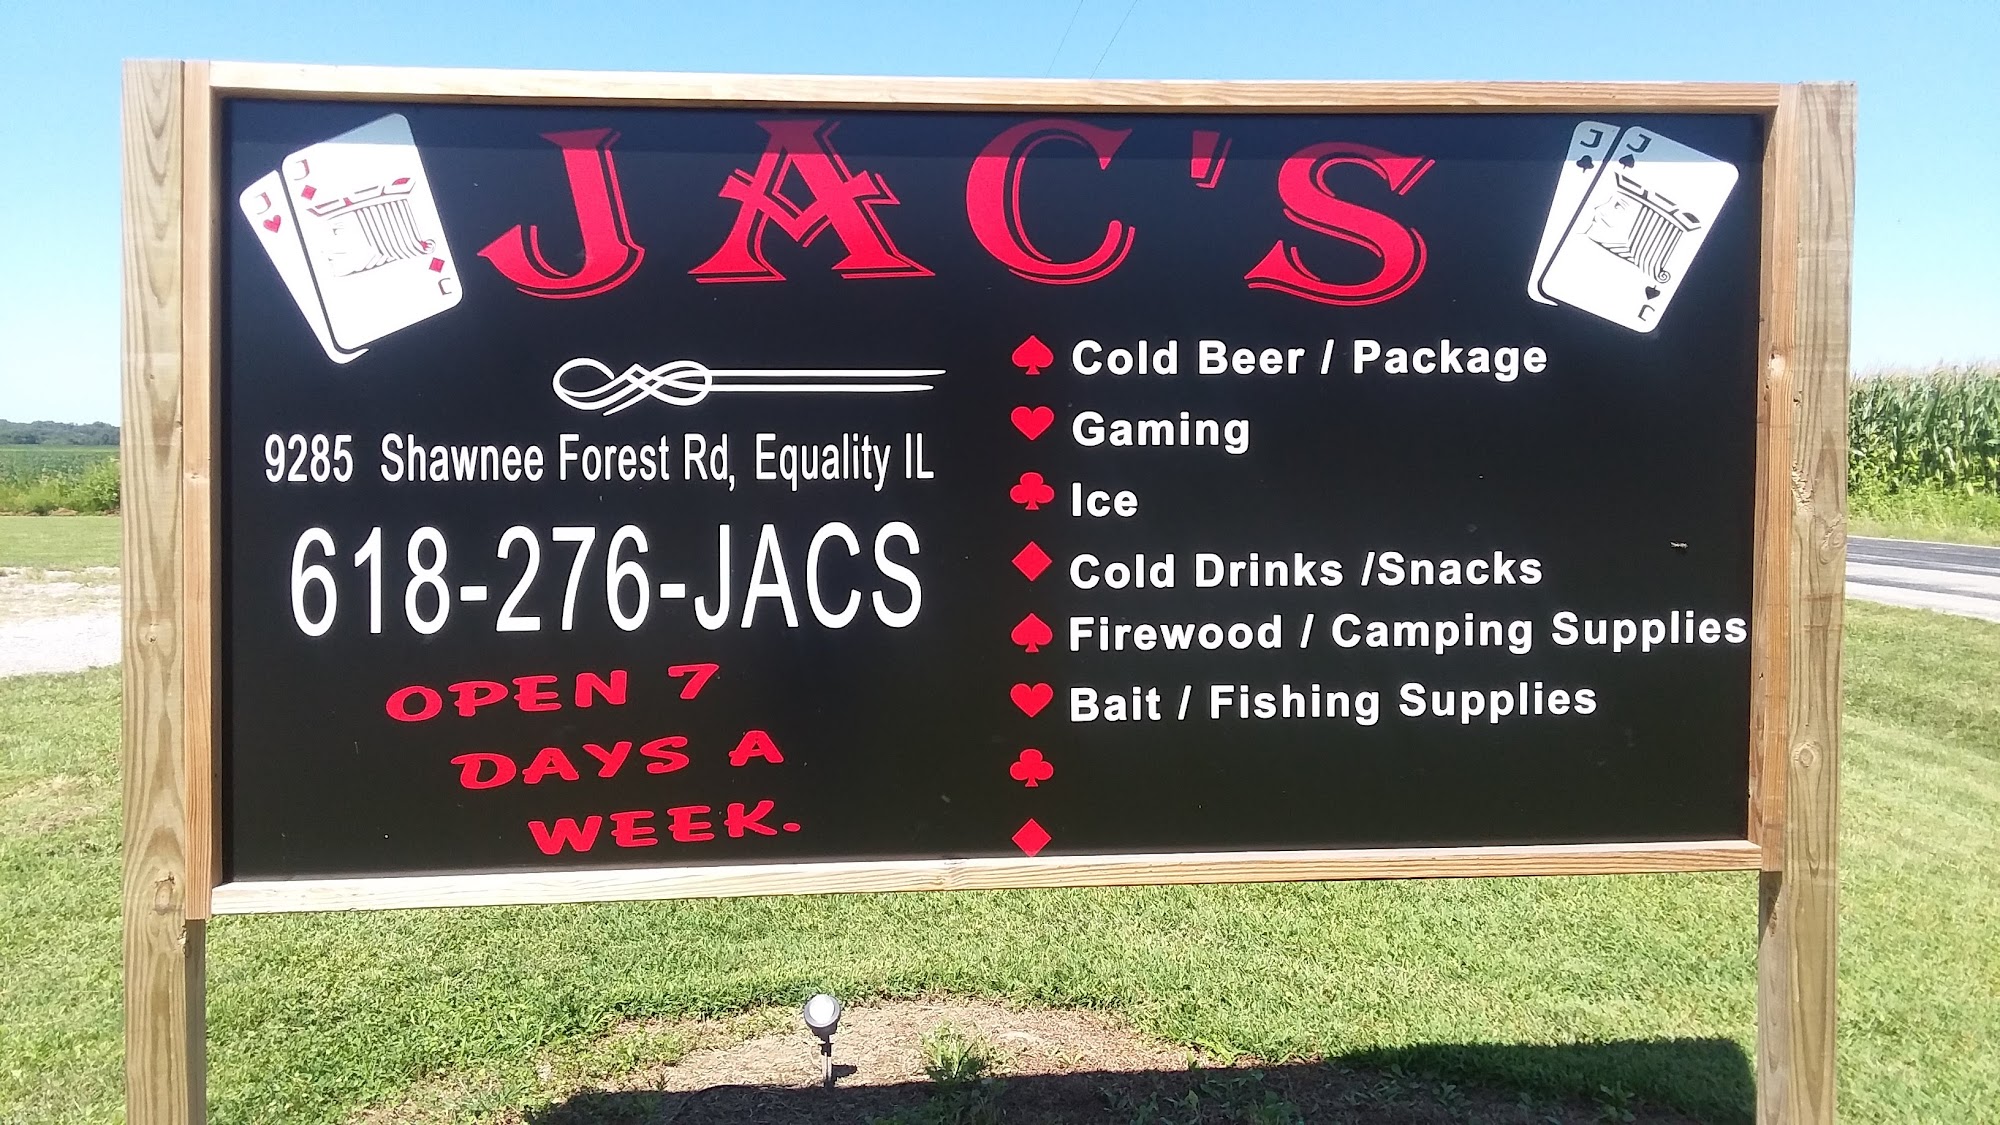 JAC'S
J J
J
J J
J
9285 Shawnee Forest Rd, Equality IL
618-276-JACS
OPEN 7
DAYS A
WEEK.
Cold Beer / Package
Gaming
Ice
Cold Drinks /Snacks
Firewood / Camping Supplies
Bait / Fishing Supplies